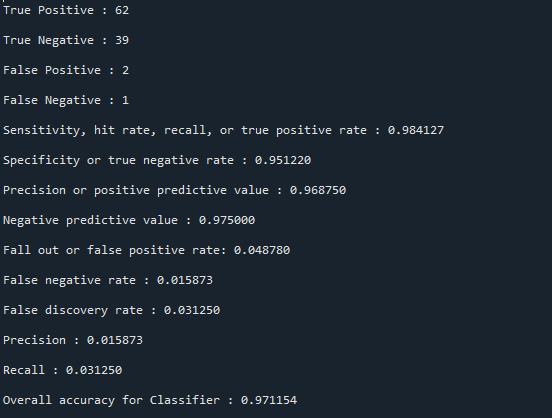 True Positive : 62
True Negative : 39
False Positive : 2
False Negative : 1
Sensitivity, hit rate, recall, or true positive rate : 0.984127
Specificity or true negative rate : 0.951220
Precision or positive predictive value : 0.968750
Negative predictive value : 0.975000
Fall out or false positive rate: 0.048780
False negative rate : 0.015873
False discovery rate : 0.031250
Precision : 0.015873
Recall : 0.031250
Overall accuracy for Classifier : 0.971154